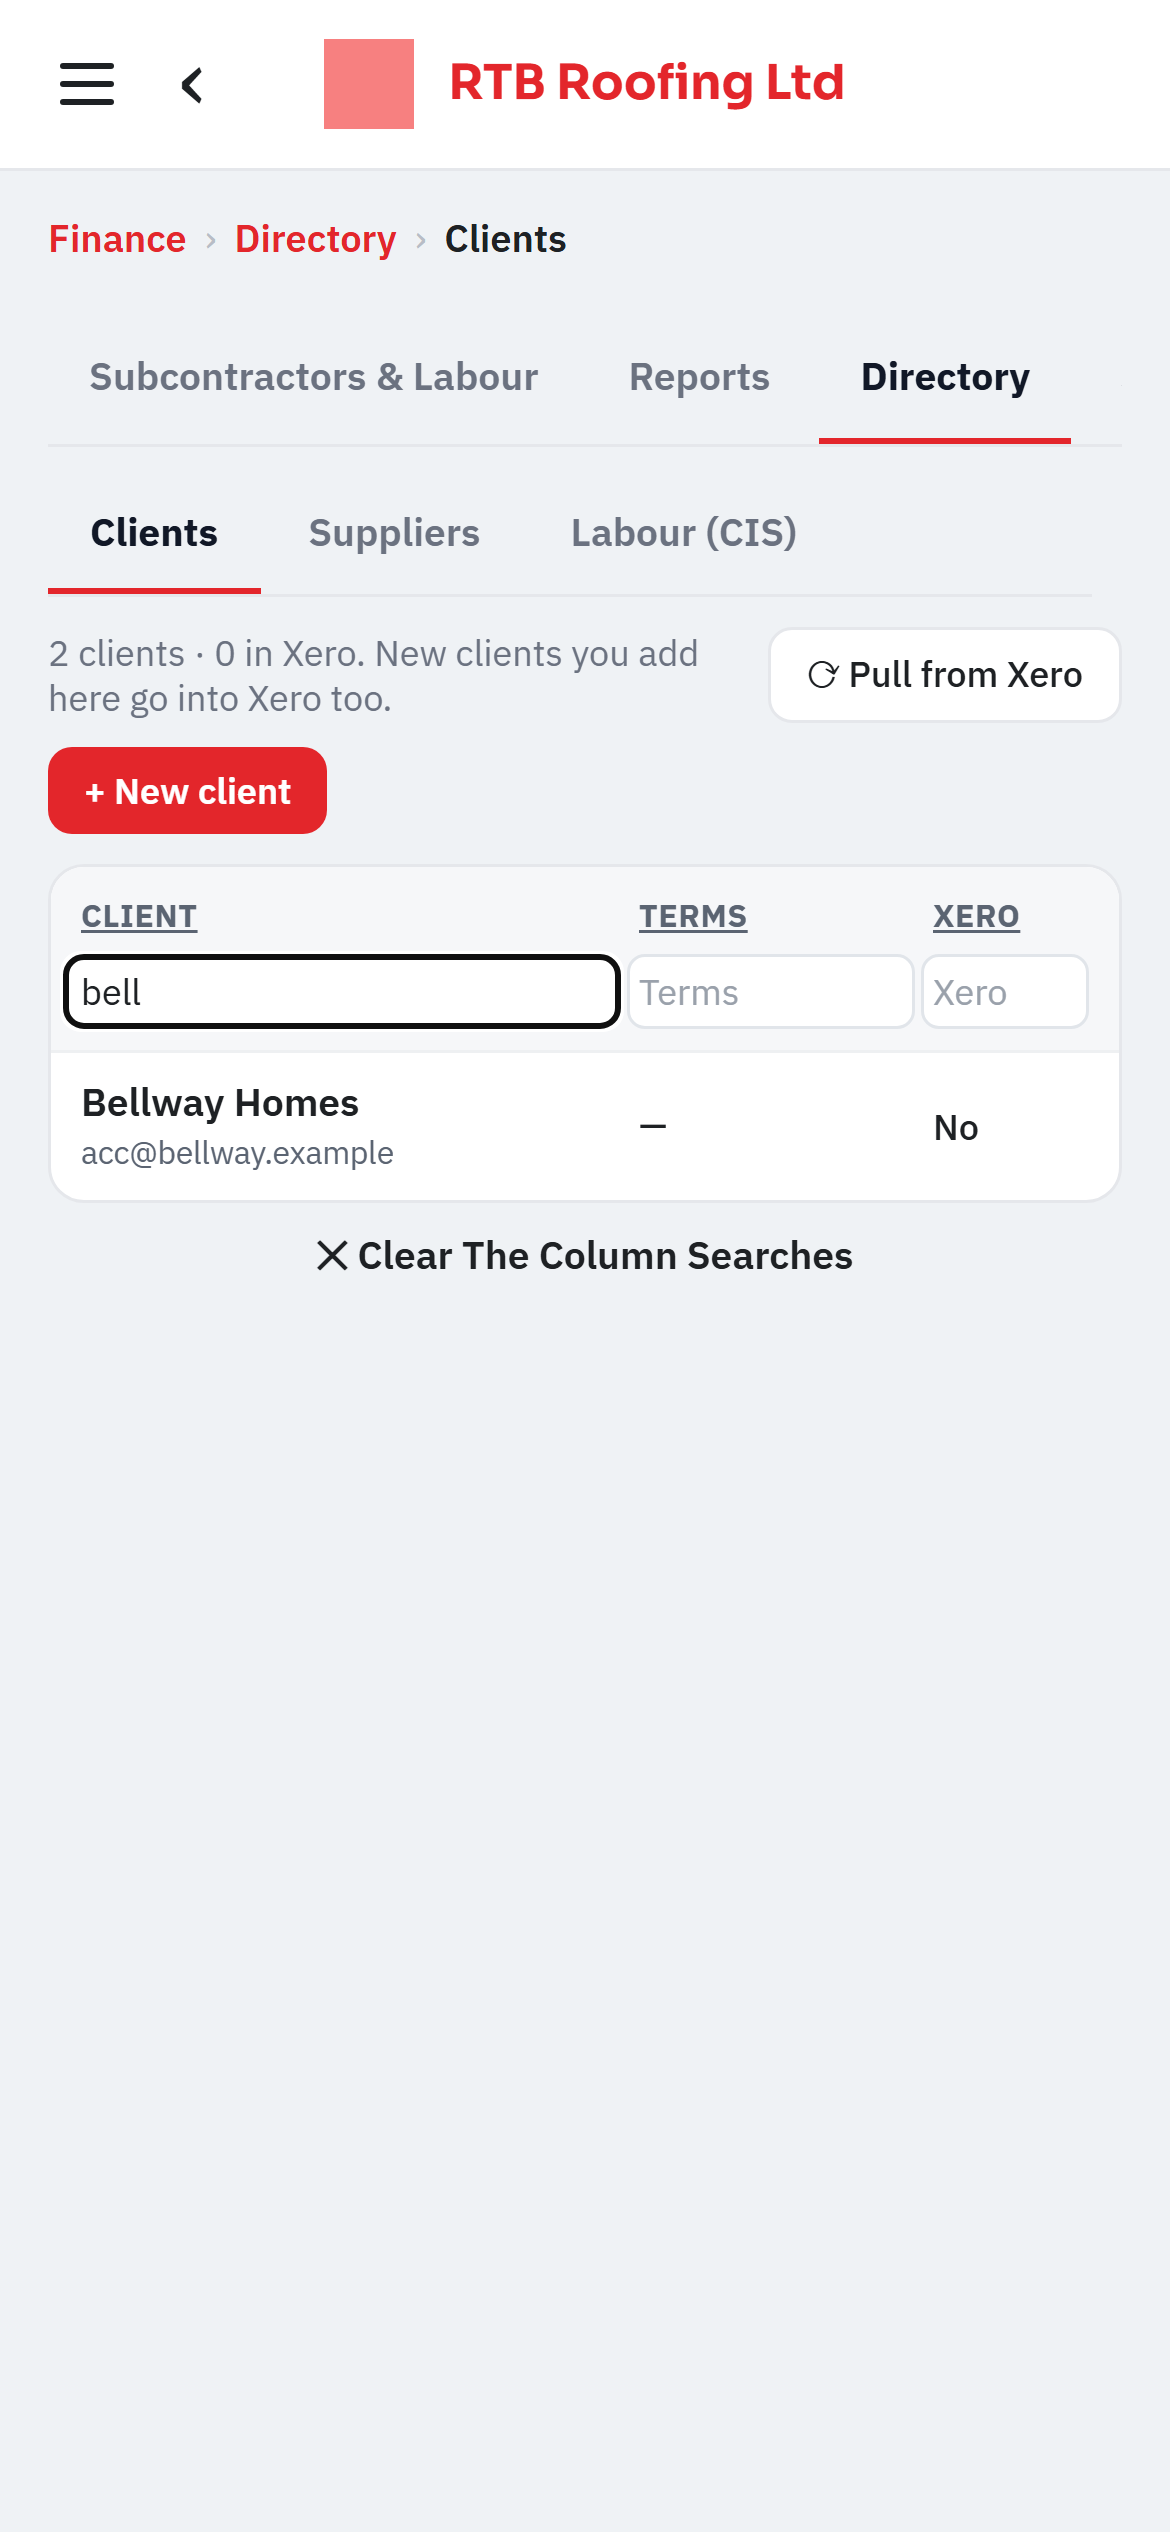 RTB Roofing Ltd
Finance › Directory › Clients
Subcontractors & Labour Reports Directory
Clients Suppliers Labour (CIS)
2 clients · 0 in Xero. New clients you add
here go into Xero too.
⟳ Pull from Xero
+ New client
CLIENT TERMS XERO
bell Terms Xero
Bellway Homes
acc@bellway.example
— No
✕ Clear The Column Searches